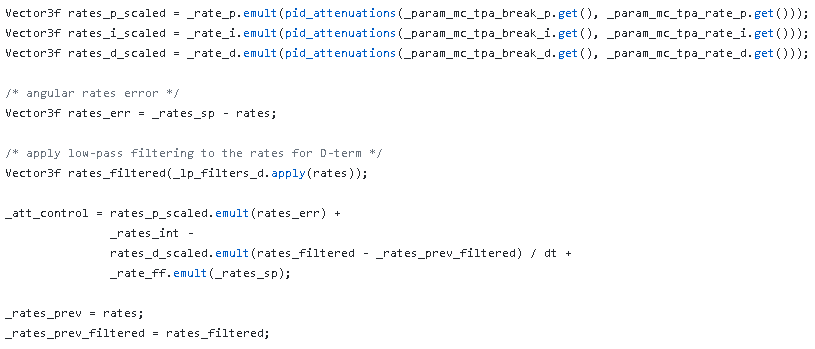 Vector3f rates_p_scaled = _rate_p.emult(pid_attenuations(_param_mc_tpa_break_p.get(), _param_mc_tpa_rate_p.get()));
Vector3f rates_i_scaled = _rate_i.emult(pid_attenuations(_param_mc_tpa_break_i.get(), _param_mc_tpa_rate_i.get()));
Vector3f rates_d_scaled = _rate_d.emult(pid_attenuations(_param_mc_tpa_break_d.get(), _param_mc_tpa_rate_d.get()));
/* angular rates error */
Vector3f rates_err = _rates_sp - rates;
/* apply low-pass filtering to the rates for D-term */
Vector3f rates_filtered(_lp_filters_d.apply(rates));
_att_control = rates_p_scaled.emult(rates_err) +
_rates_int -
rates_d_scaled.emult(rates_filtered - _rates_prev_filtered) / dt +
_rate_ff.emult(_rates_sp);
_rates_prev = rates;
_rates_prev_filtered = rates_filtered;